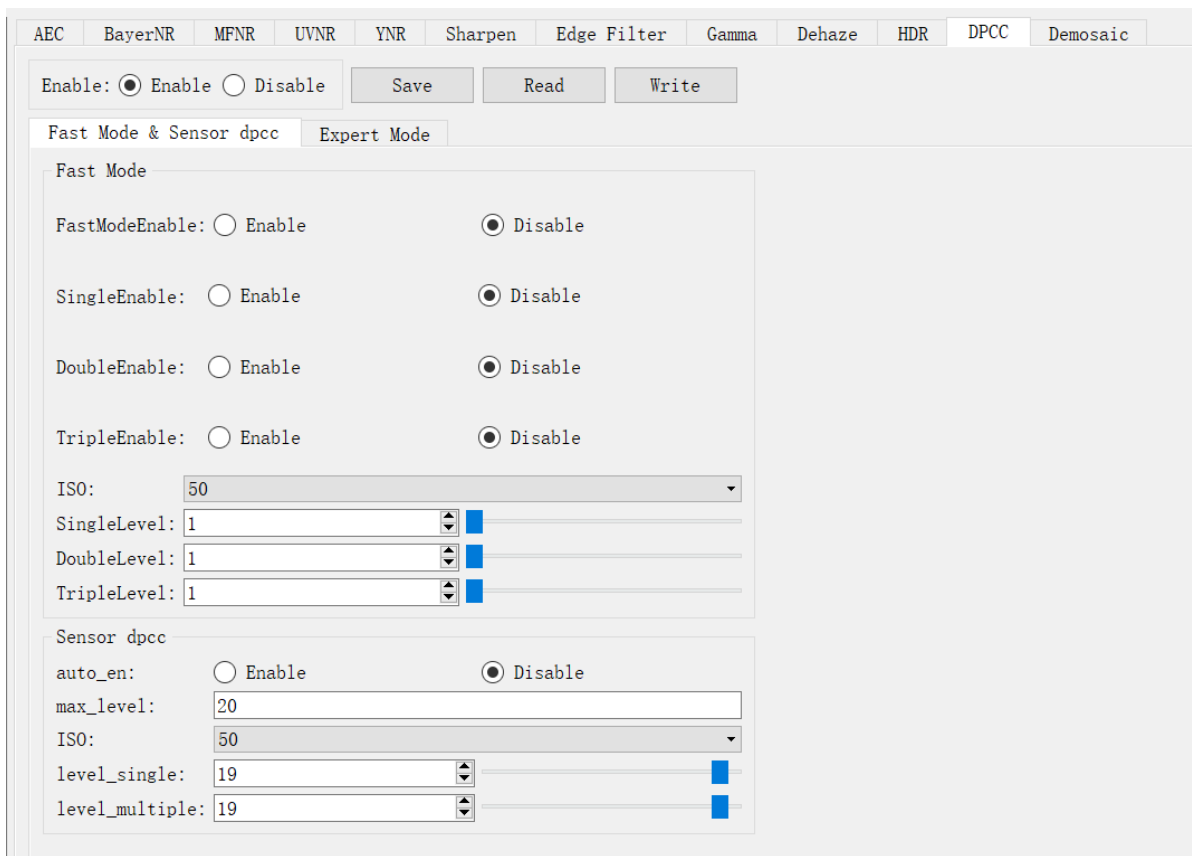 AEC BayerNR MFNR UVNR YNR Sharpen Edge Filter Gamma Dehaze HDR DPCC Demosaic
Enable: Enable Disable Save Read Write
Fast Mode & Sensor dpcc Expert Mode
Fast Mode
FastModeEnable: Enable Disable
SingleEnable: Enable Disable
DoubleEnable: Enable Disable
TripleEnable: Enable Disable
ISO: 50
SingleLevel: 1
DoubleLevel: 1
TripleLevel: 1
Sensor dpcc
auto_en: Enable Disable
max_level: 20
ISO: 50
level_single: 19
level_multiple: 19